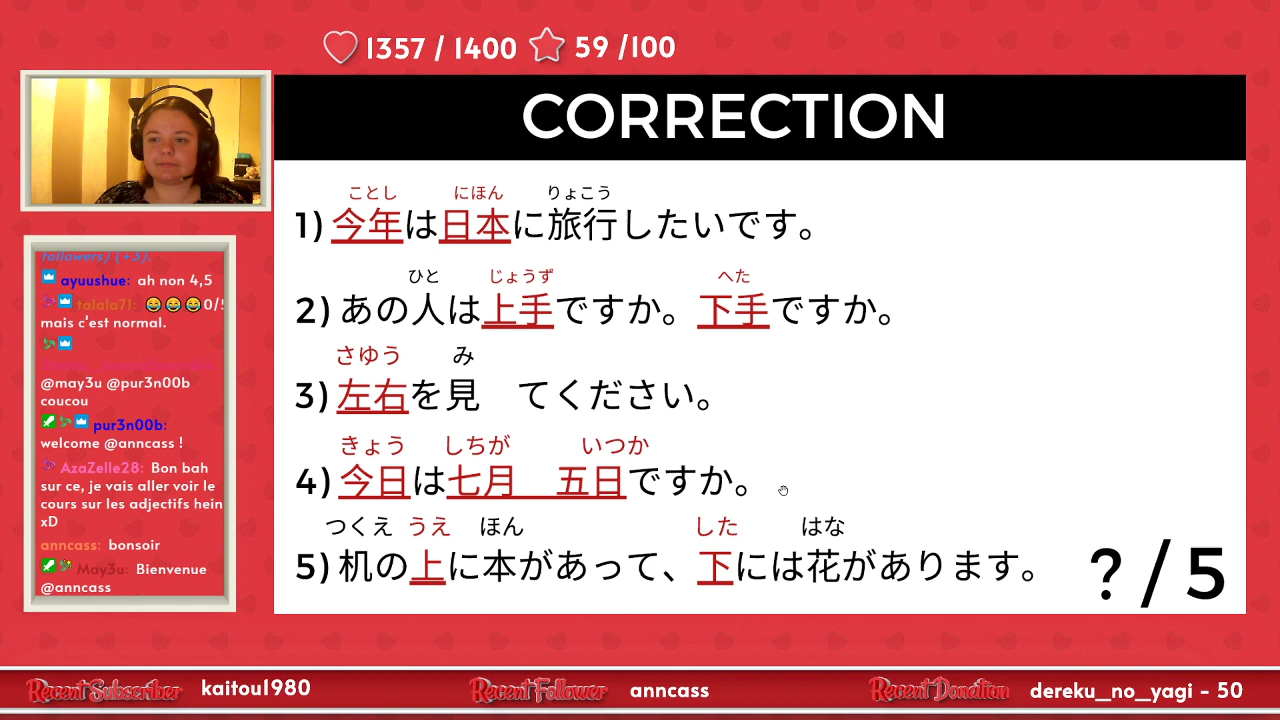 1357 / 1400 59 /100
CORRECTION
ことし にほん りょこう
1) 今年は日本に旅行したいです。
ひと じょうず へた
2) あの人は上手ですか。下手ですか。
さゆう み
3) 左右を見 てください。
きょう しちが いつか
4) 今日は七月 五日ですか。
つくえ うえ ほん した はな
5) 机の上に本があって、下には花があります。
? / 5
followers) (+3).
ayuushue: ah non 4,5
talala71: 😂😂😂0/5
mais c'est normal.
@may3u @pur3n00b
coucou
pur3n00b:
welcome @anncass !
AzaZelle28: Bon bah
sur ce, je vais aller voir le
cours sur les adjectifs hein
xD
anncass: bonsoir
May3u: Bienvenue
@anncass
Recent Subscriber kaitou1980 Recent Follower anncass Recent Donation dereku_no_yagi - 50